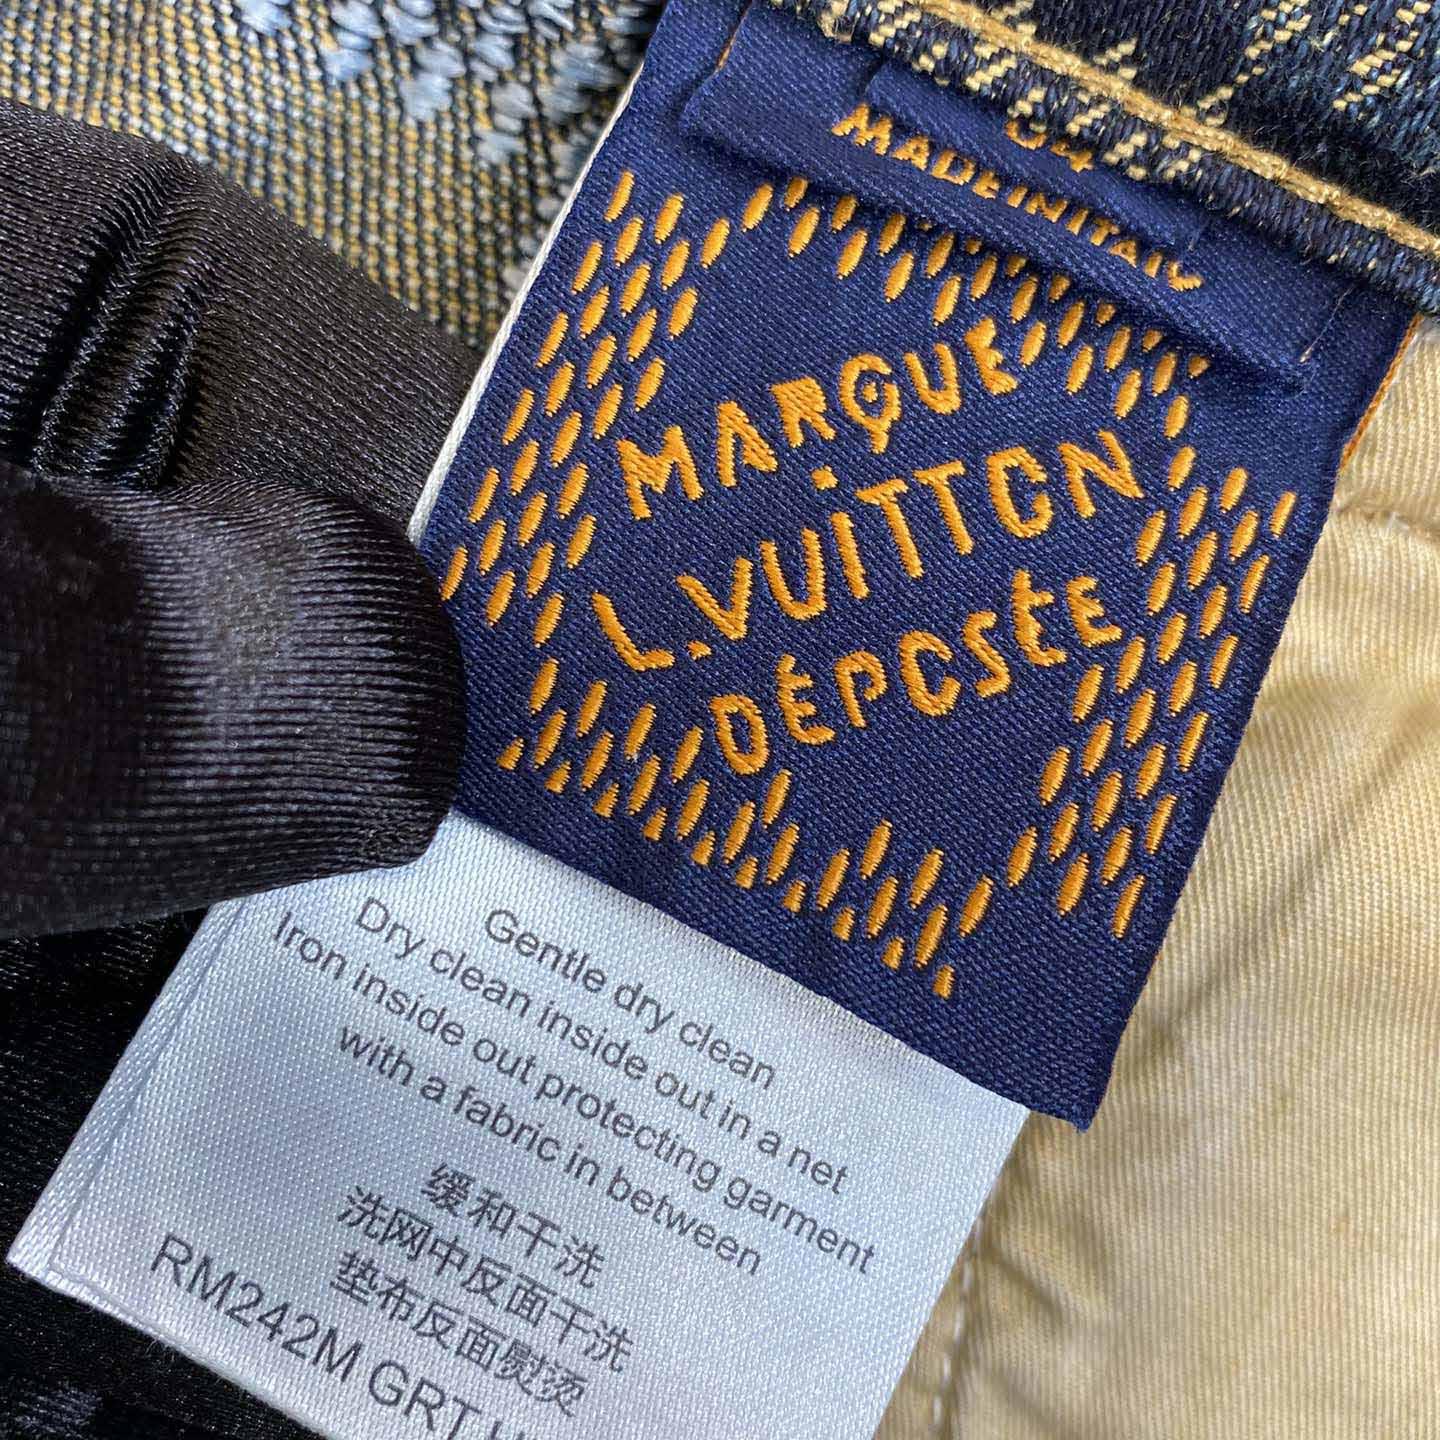 34
MADE IN ITALY
MARQUE
L.VUITTON
DÉPOSÉE
Gentle dry clean
Dry clean inside out in a net
Iron inside out protecting garment
with a fabric in between
缓和干洗
洗网中反面干洗
垫布反面熨烫
RM242M GRT